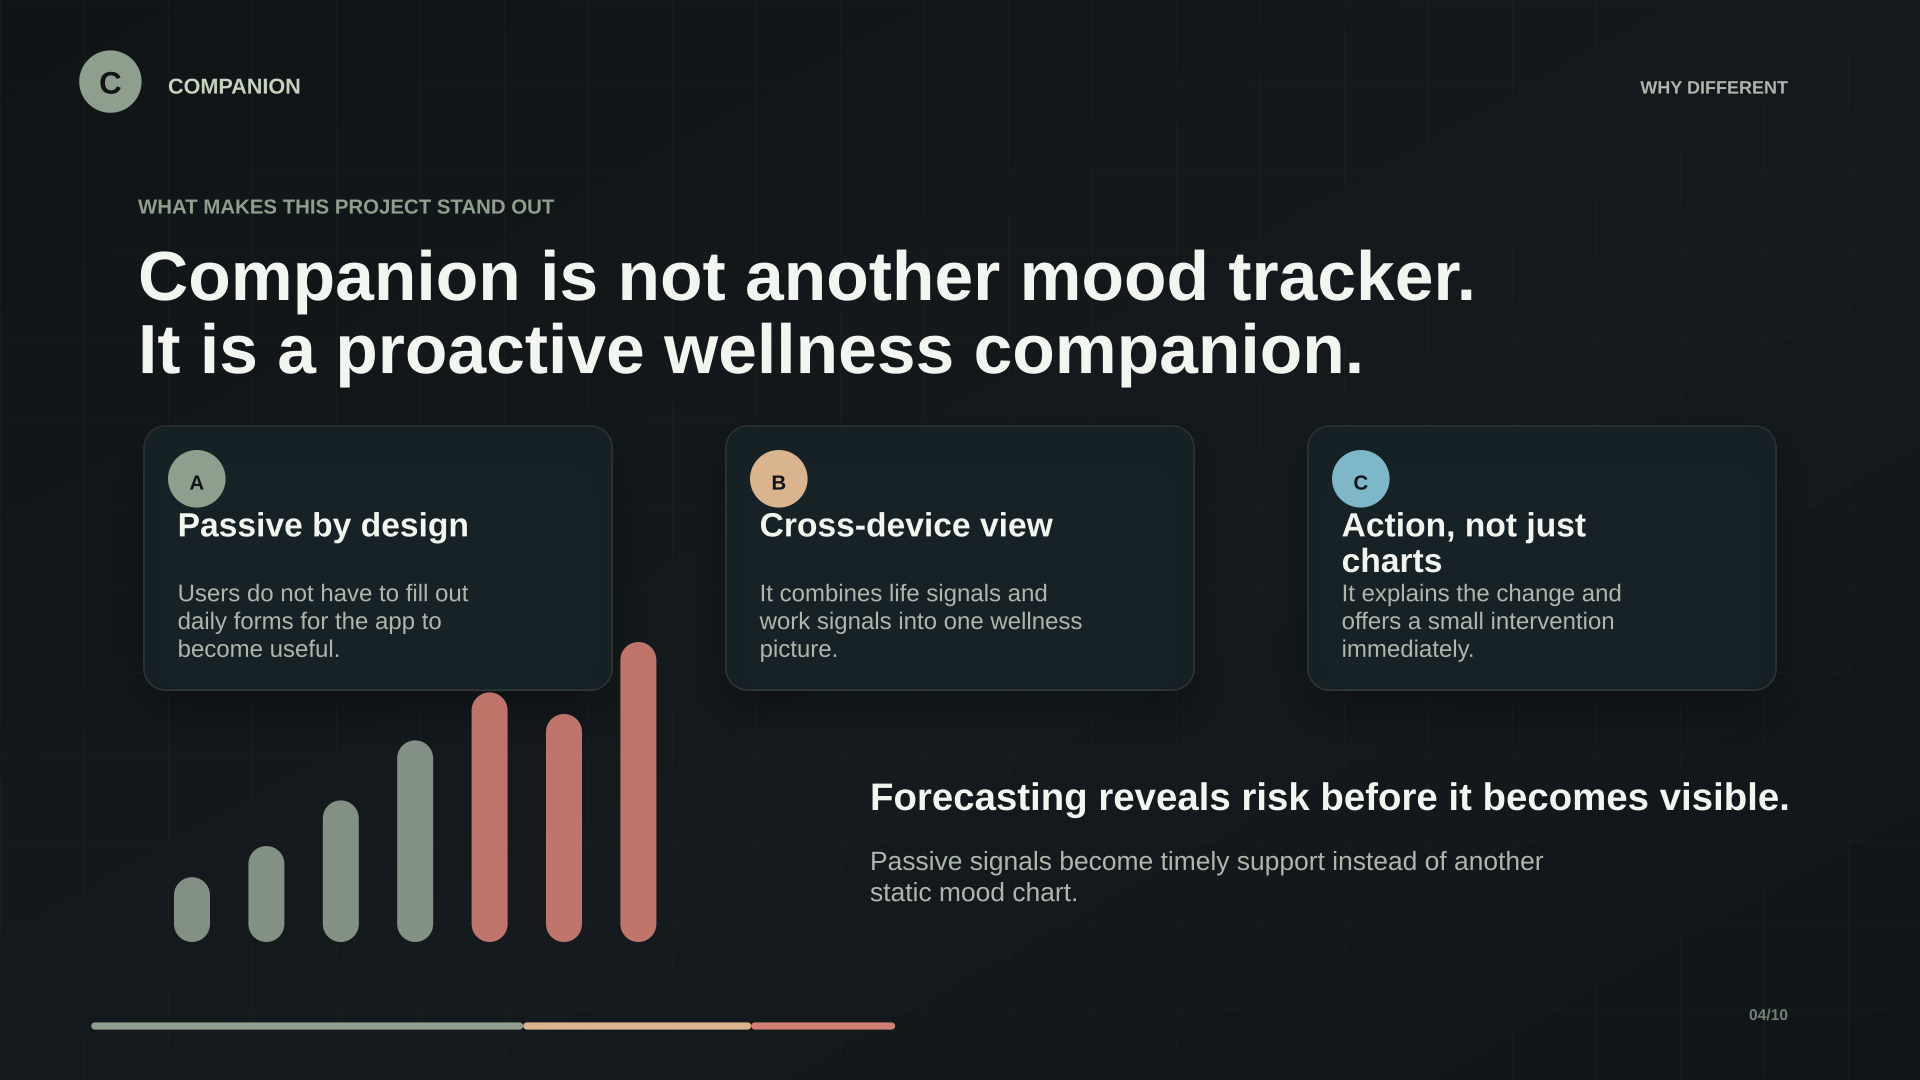 C
COMPANION
WHY DIFFERENT
WHAT MAKES THIS PROJECT STAND OUT
Companion is not another mood tracker.
It is a proactive wellness companion.
A
Passive by design
Users do not have to fill out
daily forms for the app to
become useful.
B
Cross-device view
It combines life signals and
work signals into one wellness
picture.
C
Action, not just
charts
It explains the change and
offers a small intervention
immediately.
Forecasting reveals risk before it becomes visible.
Passive signals become timely support instead of another
static mood chart.
04/10